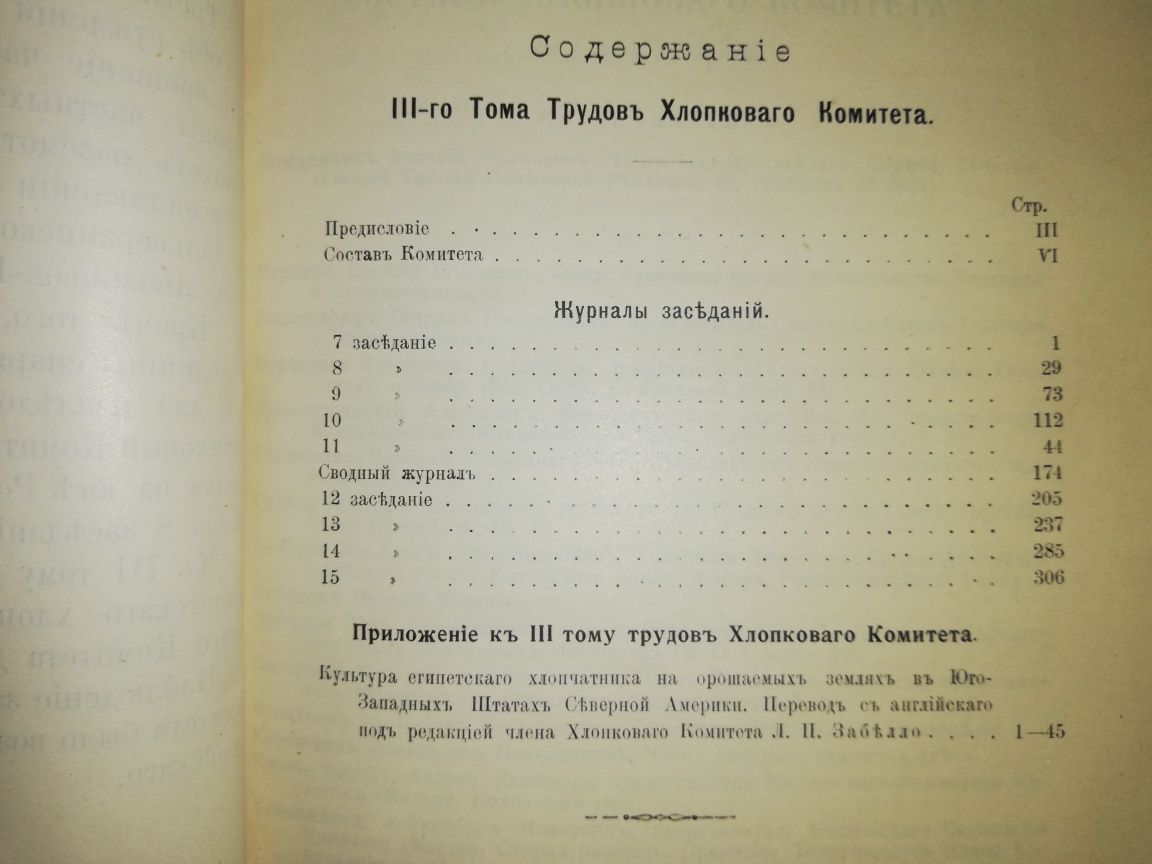 Содержаніе
III-го Тома Трудовъ Хлопковаго Комитета.
Стр.
Предисловіе . . . . . . . . . . . . . . . . . . . . . III
Составъ Комитета . . . . . . . . . . . . . . . . . . . VI
Журналы засѣданій.
7 засѣданіе . . . . . . . . . . . . . . . . . . . . . 1
8 » . . . . . . . . . . . . . . . . . . . . . 29
9 » . . . . . . . . . . . . . . . . . . . . . 73
10 » . . . . . . . . . . . . . . . . . . . . . 112
11 » . . . . . . . . . . . . . . . . . . . . . 44
Сводный журналъ . . . . . . . . . . . . . . . . . . . 174
12 засѣданіе . . . . . . . . . . . . . . . . . . . . . 205
13 » . . . . . . . . . . . . . . . . . . . . . 237
14 » . . . . . . . . . . . . . . . . . . . . . 285
15 » . . . . . . . . . . . . . . . . . . . . . 306
Приложеніе къ III тому трудовъ Хлопковаго Комитета.
Культура египетскаго хлопчатника на орошаемыхъ земляхъ въ Юго-
Западныхъ Штатахъ Сѣверной Америки. Переводъ съ англійскаго
подъ редакціей члена Хлопковаго Комитета Л. П. Забѣлло . . . . 1—45